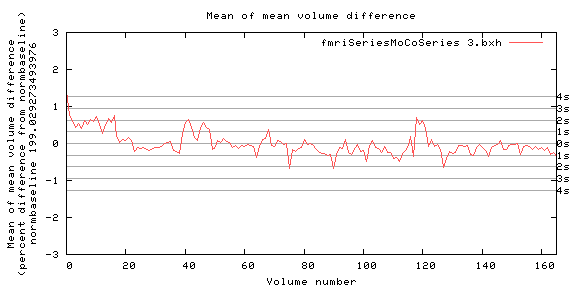 Mean of mean volume difference
fmriSeriesMoCoSeries 3.bxh
Mean of mean volume difference
(percent difference from normbaseline)
normbaseline 199.029273493976
3
2
1
0
-1
-2
-3
4s
3s
2s
1s
0s
1s
2s
3s
4s
0 20 40 60 80 100 120 140 160
Volume number